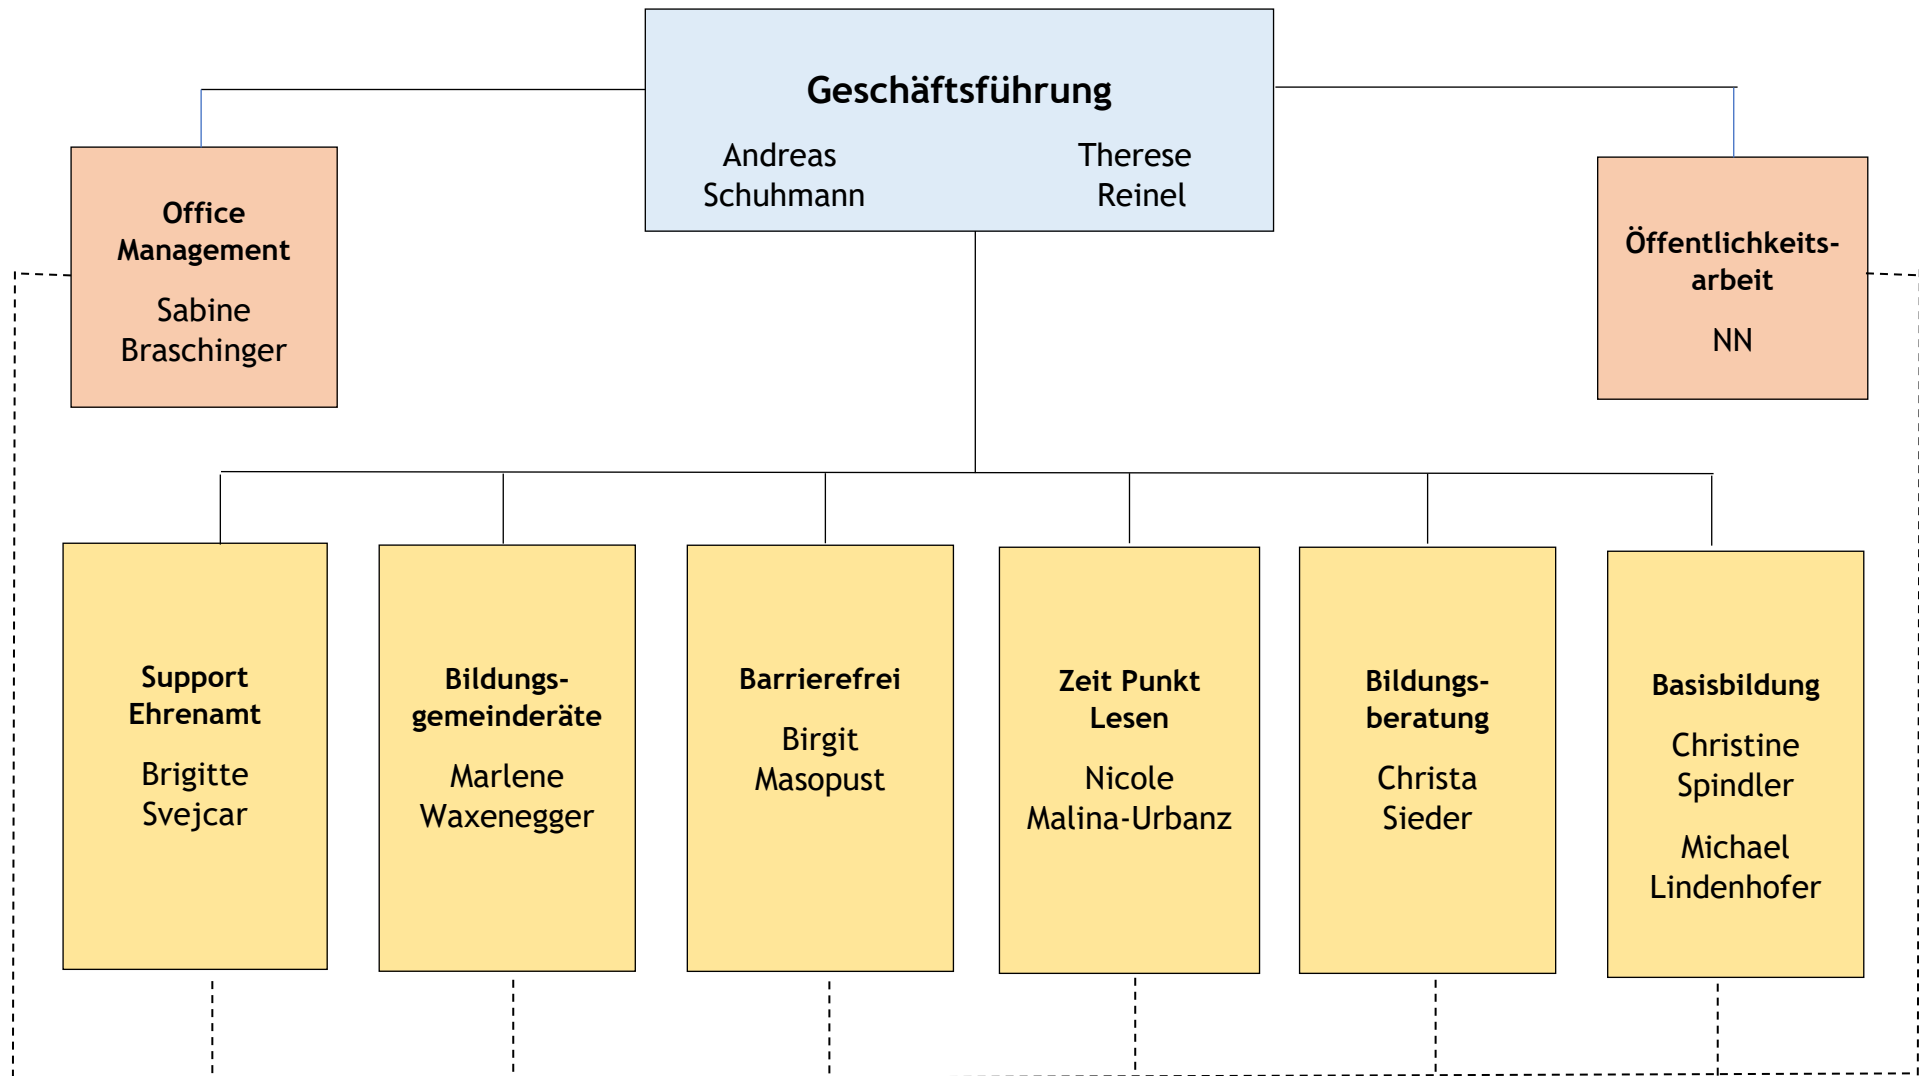 Geschäftsführung
Andreas
Schuhmann
Therese
Reinel
Office
Management
Sabine
Braschinger
Öffentlichkeits-
arbeit
NN
Support
Ehrenamt
Brigitte
Svejcar
Bildungs-
gemeinderäte
Marlene
Waxenegger
Barrierefrei
Birgit
Masopust
Zeit Punkt
Lesen
Nicole
Malina-Urbanz
Bildungs-
beratung
Christa
Sieder
Basisbildung
Christine
Spindler
Michael
Lindenhofer